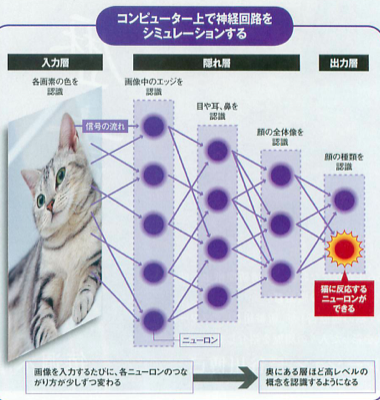 コンピューター上で神経回路を
シミュレーションする
入力層
隠れ層
出力層
各画素の色を
認識
画像中のエッジを
認識
目や耳、鼻を
認識
顔の全体像を
認識
顔の種類を
認識
信号の流れ
猫に反応する
ニューロンが
できる
ニューロン
画像を入力するたびに、各ニューロンのつな
がり方が少しずつ変わる
奥にある層ほど高レベルの
概念を認識するようになる